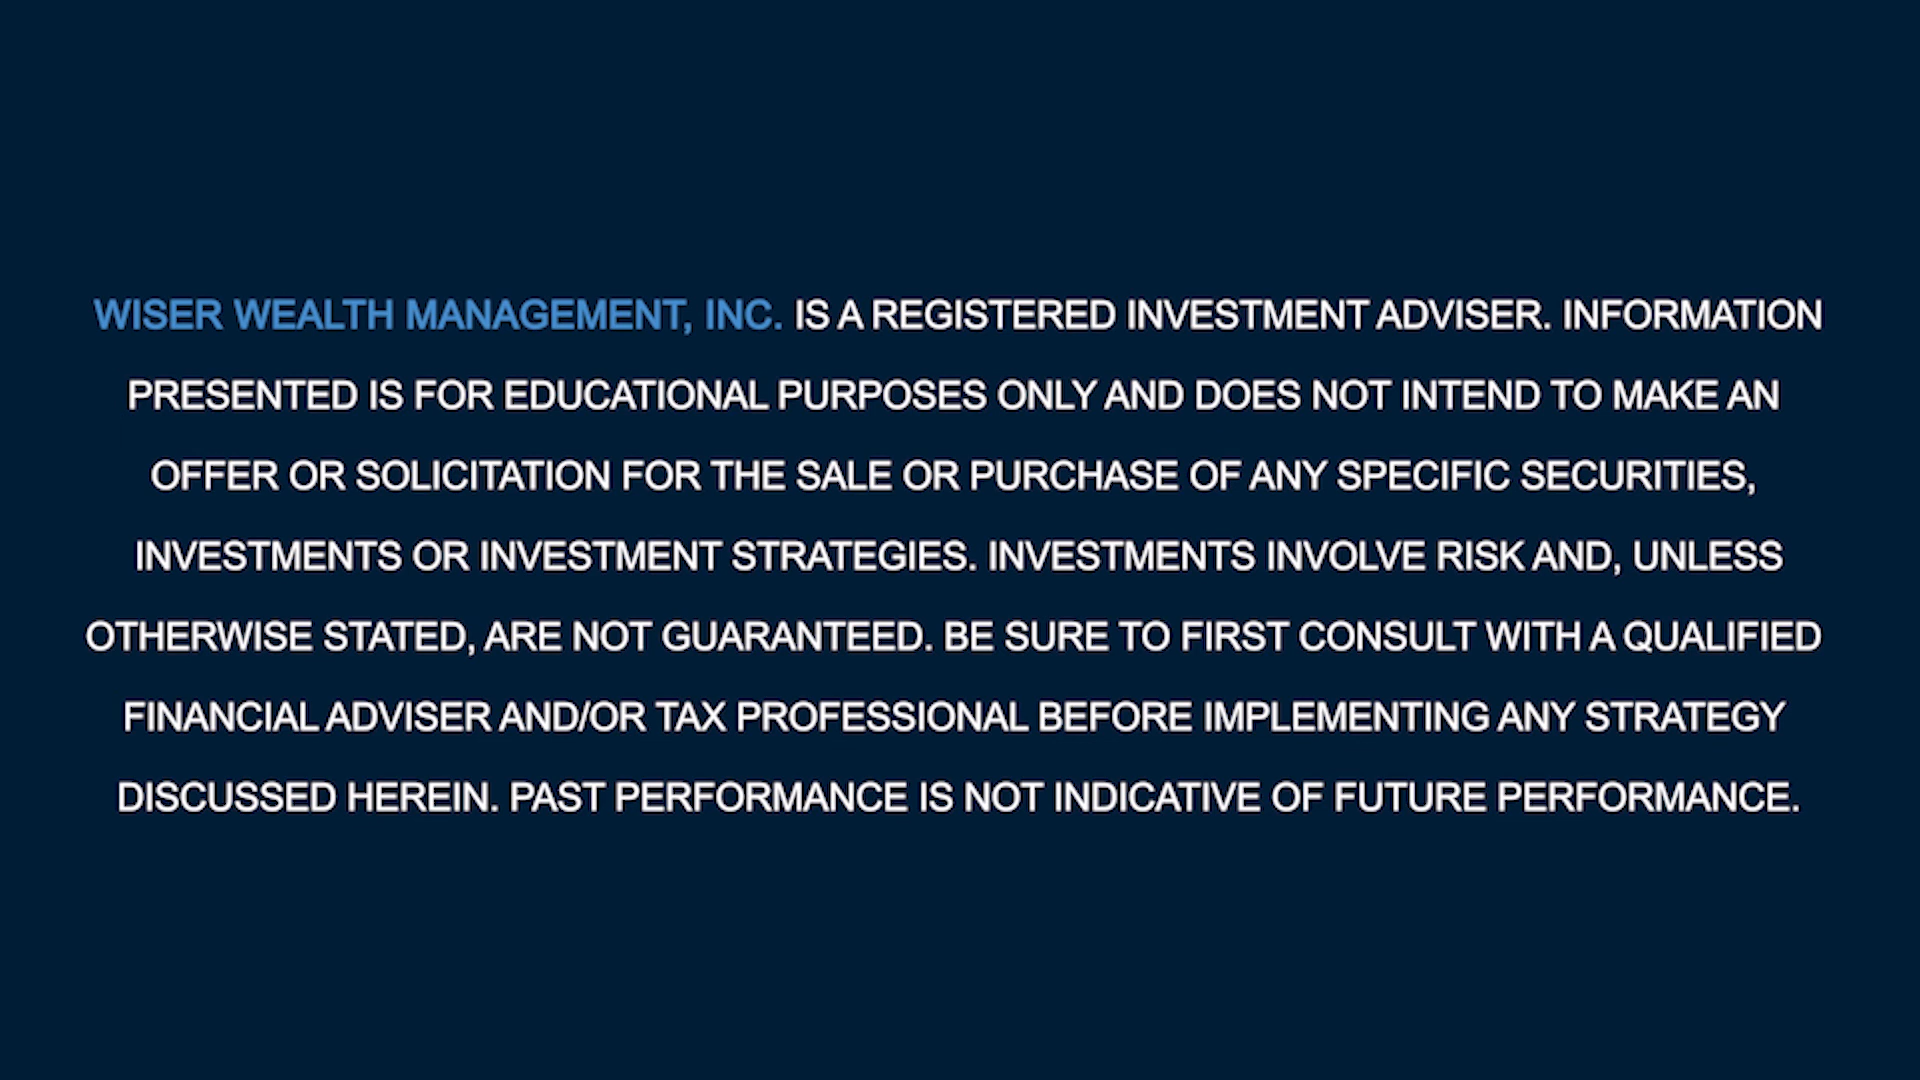 WISER WEALTH MANAGEMENT, INC. IS A REGISTERED INVESTMENT ADVISER. INFORMATION
PRESENTED IS FOR EDUCATIONAL PURPOSES ONLY AND DOES NOT INTEND TO MAKE AN
OFFER OR SOLICITATION FOR THE SALE OR PURCHASE OF ANY SPECIFIC SECURITIES,
INVESTMENTS OR INVESTMENT STRATEGIES. INVESTMENTS INVOLVE RISK AND, UNLESS
OTHERWISE STATED, ARE NOT GUARANTEED. BE SURE TO FIRST CONSULT WITH A QUALIFIED
FINANCIAL ADVISER AND/OR TAX PROFESSIONAL BEFORE IMPLEMENTING ANY STRATEGY
DISCUSSED HEREIN. PAST PERFORMANCE IS NOT INDICATIVE OF FUTURE PERFORMANCE.